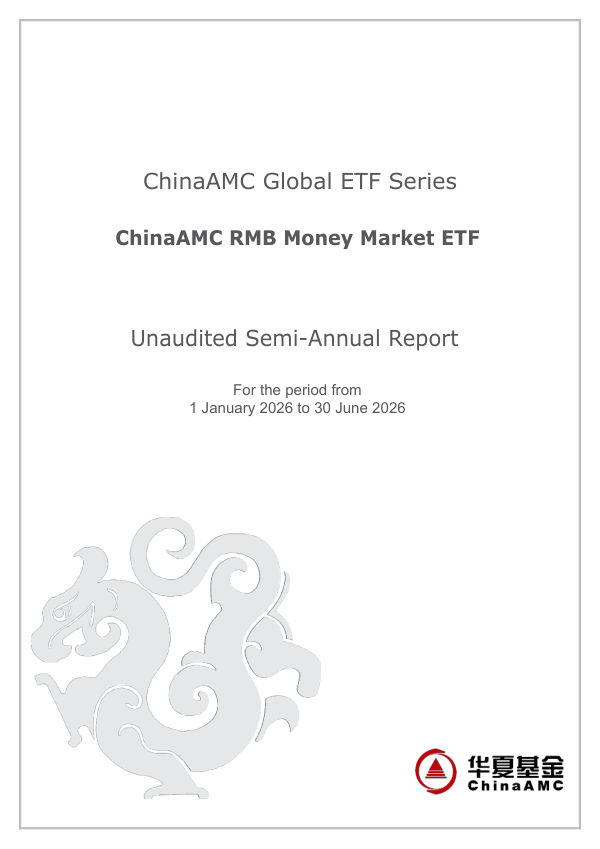 ChinaAMC Global ETF Series
ChinaAMC RMB Money Market ETF
Unaudited Semi-Annual Report
For the period from
1 January 2026 to 30 June 2026
华夏基金
ChinaAMC